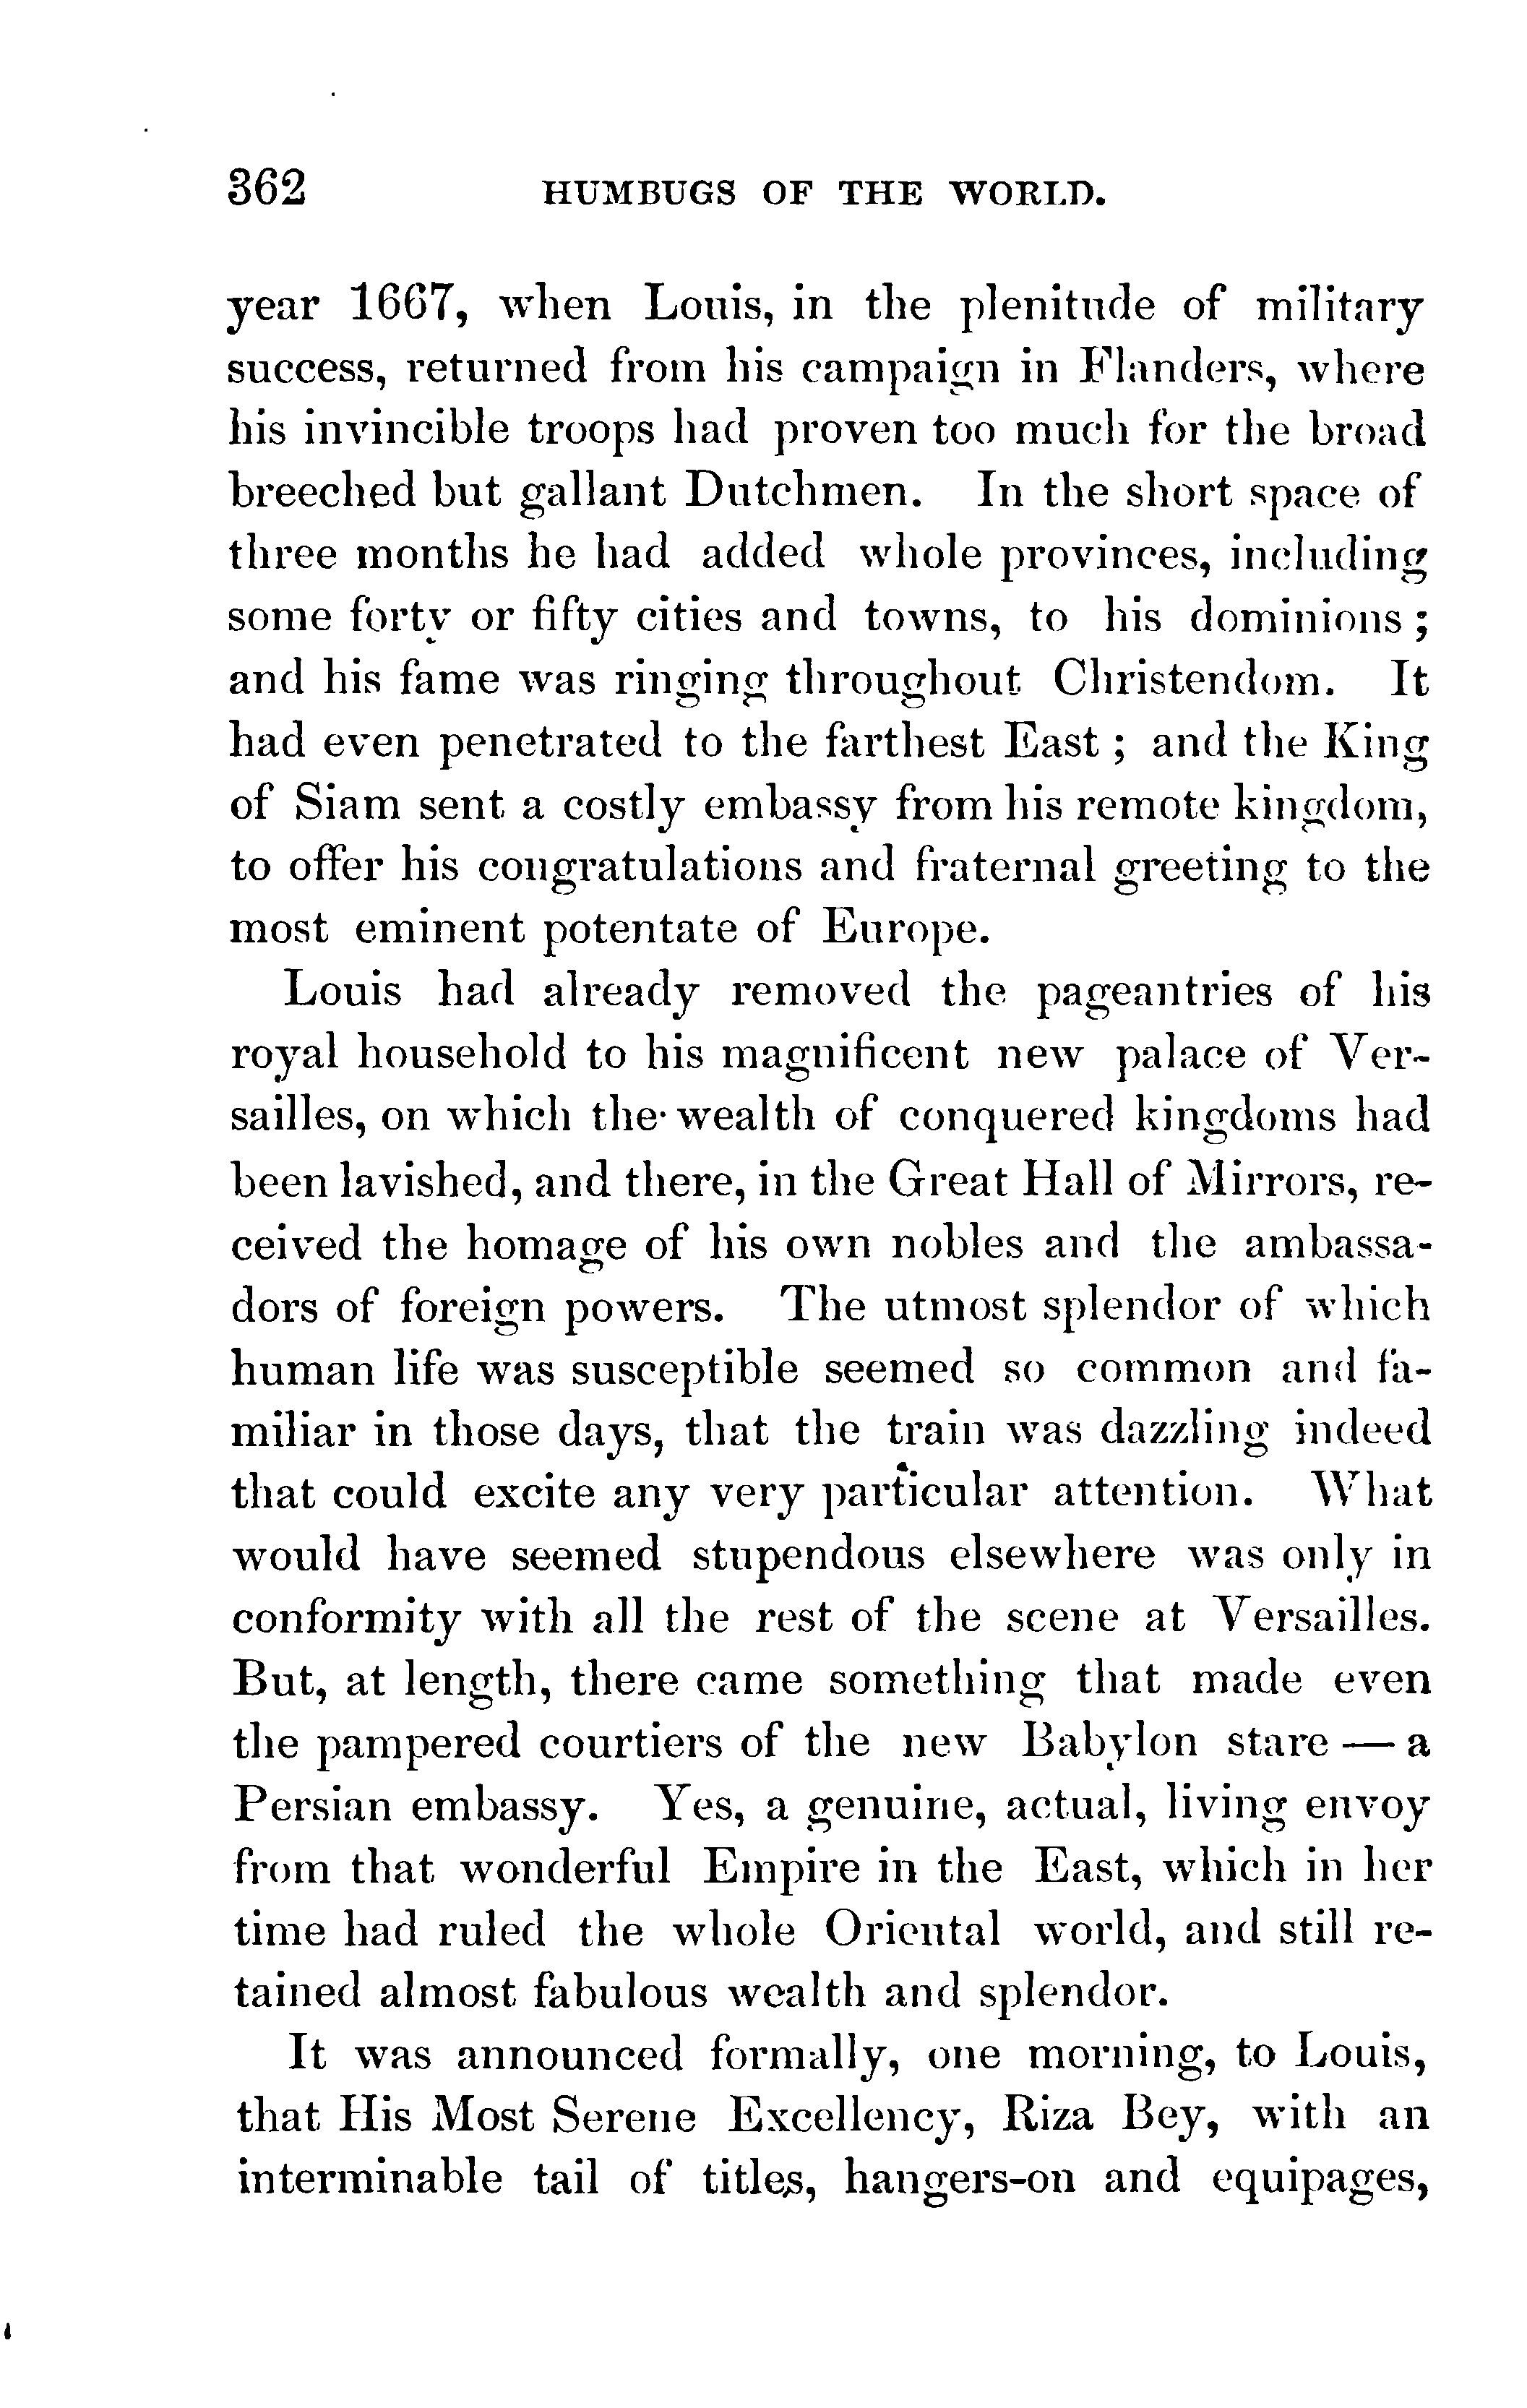 362 HUMBUGS OF THE WORLD.
year 1667, when Louis, in the plenitude of military
success, returned from his campaign in Flanders, where
his invincible troops had proven too much for the broad
breeched but gallant Dutchmen. In the short space of
three months he had added whole provinces, including
some forty or fifty cities and towns, to his dominions ;
and his fame was ringing throughout Christendom. It
had even penetrated to the farthest East ; and the King
of Siam sent a costly embassy from his remote kingdom,
to offer his congratulations and fraternal greeting to the
most eminent potentate of Europe.
Louis had already removed the pageantries of his
royal household to his magnificent new palace of Ver-
sailles, on which the wealth of conquered kingdoms had
been lavished, and there, in the Great Hall of Mirrors, re-
ceived the homage of his own nobles and the ambassa-
dors of foreign powers. The utmost splendor of which
human life was susceptible seemed so common and fa-
miliar in those days, that the train was dazzling indeed
that could excite any very particular attention. What
would have seemed stupendous elsewhere was only in
conformity with all the rest of the scene at Versailles.
But, at length, there came something that made even
the pampered courtiers of the new Babylon stare — a
Persian embassy. Yes, a genuine, actual, living envoy
from that wonderful Empire in the East, which in her
time had ruled the whole Oriental world, and still re-
tained almost fabulous wealth and splendor.
It was announced formally, one morning, to Louis,
that His Most Serene Excellency, Riza Bey, with an
interminable tail of titles, hangers-on and equipages,